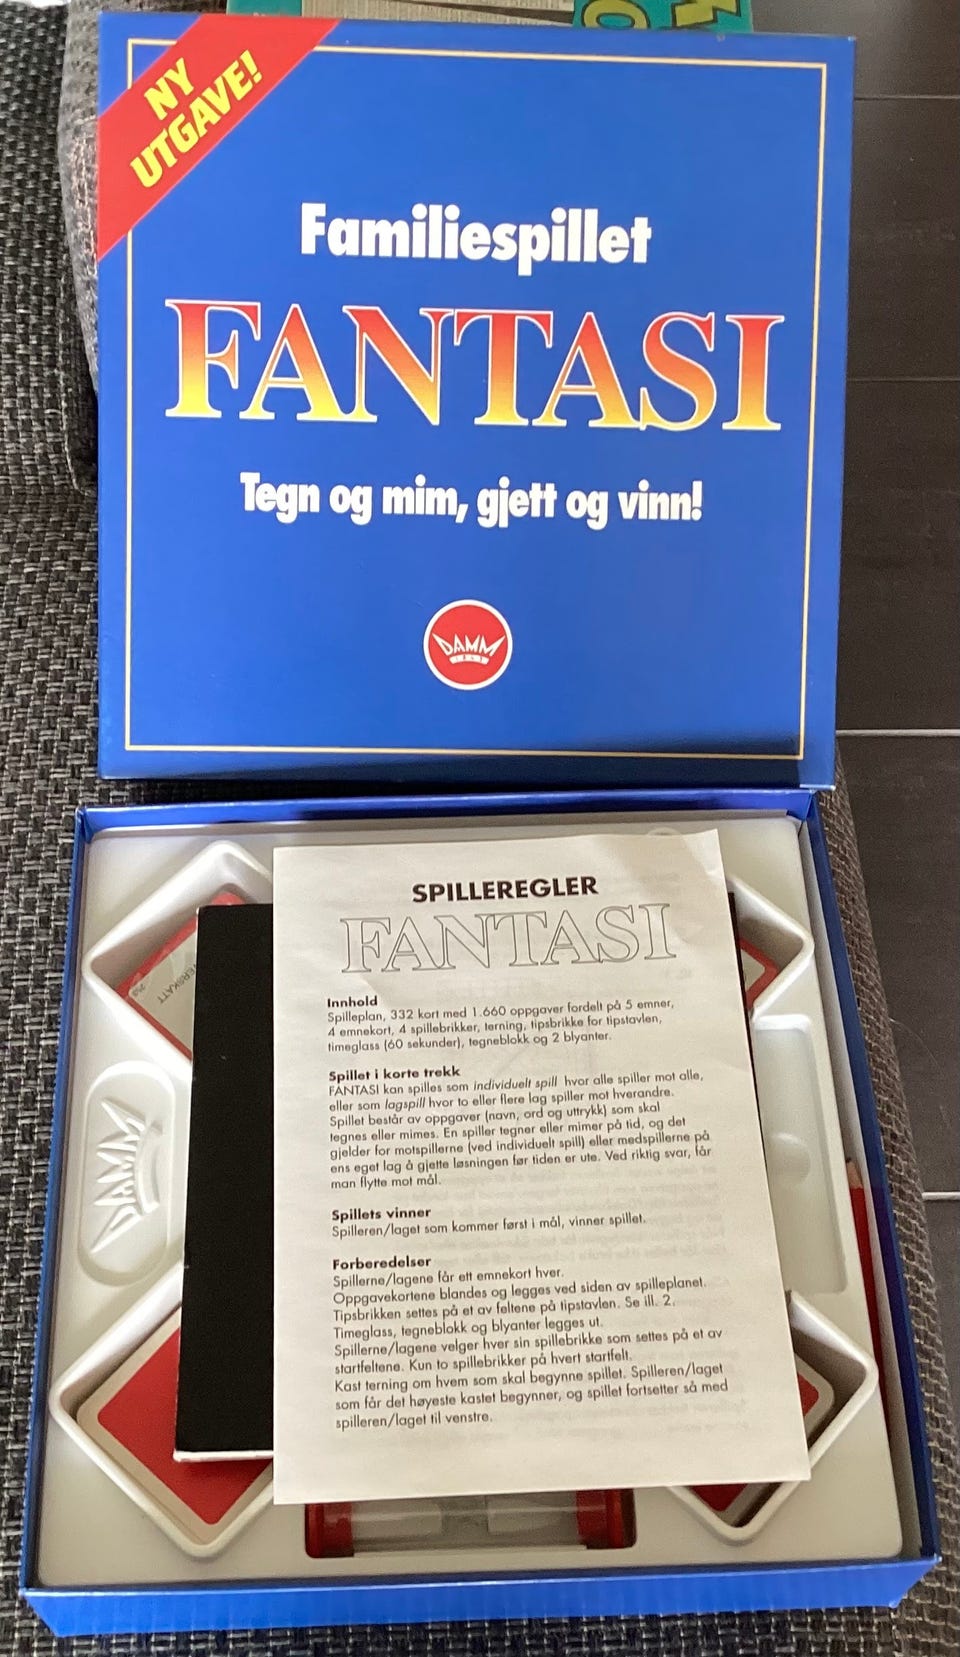 NY
UTGAVE!
Familiespillet
FANTASI
Tegn og mim, gjett og vinn!
DAMM
SPILLEREGLER
FANTASI
Innhold
Spilleplan, 332 kort med 1.660 oppgaver fordelt på 5 emner,
4 emnekort, 4 spillebrikker, terning, tipsbrikke for tipstavlen,
timeglass (60 sekunder), tegneblokk og 2 blyanter.
Spillet i korte trekk
FANTASI kan spilles som individuelt spill hvor alle spiller mot alle,
eller som lagspill hvor to eller flere lag spiller mot hverandre.
Spillet består av oppgaver (navn, ord og uttrykk) som skal
tegnes eller mimes. En spiller tegner eller mimer på tid, og det
gjelder for motspillerne (ved individuelt spill) eller medspillerne på
ens eget lag å gjette løsningen før tiden er ute. Ved riktig svar, får
man flytte mot mål.
Spillets vinner
Spilleren/laget som kommer først i mål, vinner spillet.
Forberedelser
Spillerne/lagene får ett emnekort hver.
Oppgavekortene blandes og legges ved siden av spilleplanet.
Tipsbrikken settes på et av feltene på tipstavlen. Se ill. 2.
Timeglass, tegneblokk og blyanter legges ut.
Spillerne/lagene velger hver sin spillebrikke som settes på et av
startfeltene. Kun to spillebrikker på hvert startfelt.
Kast terning om hvem som skal begynne spillet. Spilleren/laget
som får det høyeste kastet begynner, og spillet fortsetter så med
spilleren/laget til venstre.
DAMM